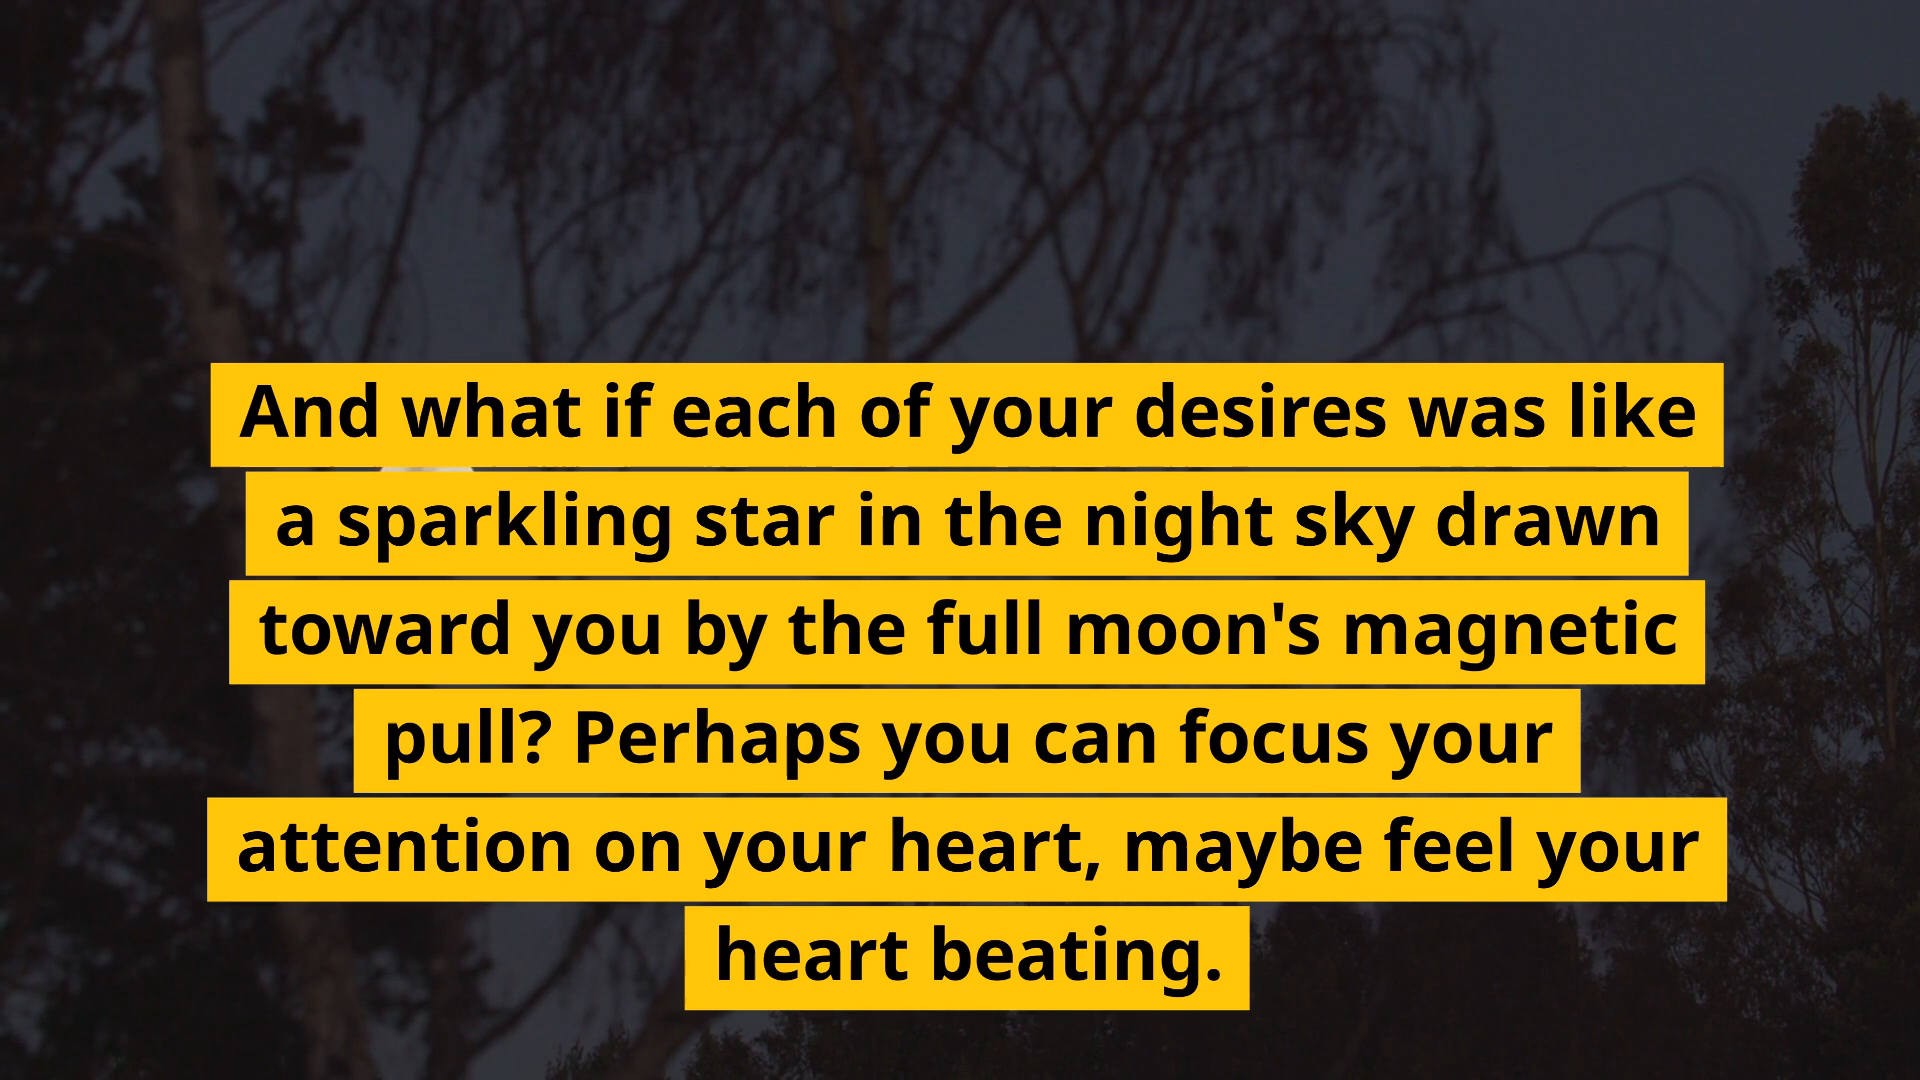 And what if each of your desires was like
a sparkling star in the night sky drawn
toward you by the full moon's magnetic
pull? Perhaps you can focus your
attention on your heart, maybe feel your
heart beating.